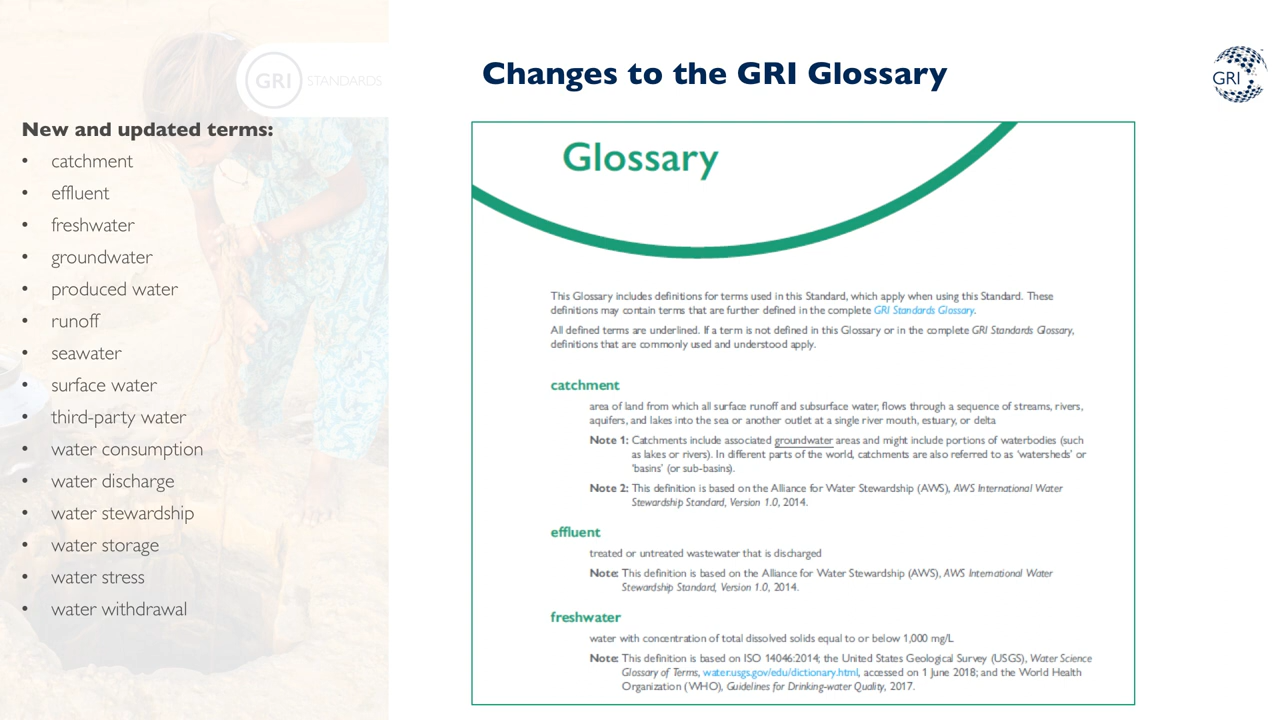 GRI STANDARDS
Changes to the GRI Glossary
GRI
New and updated terms:
• catchment
• effluent
• freshwater
• groundwater
• produced water
• runoff
• seawater
• surface water
• third-party water
• water consumption
• water discharge
• water stewardship
• water storage
• water stress
• water withdrawal
Glossary
This Glossary includes definitions for terms used in this Standard, which apply when using this Standard. These
definitions may contain terms that are further defined in the complete GRI Standards Glossary.
All defined terms are underlined. If a term is not defined in this Glossary or in the complete GRI Standards Glossary,
definitions that are commonly used and understood apply.
catchment
area of land from which all surface runoff and subsurface water, flows through a sequence of streams, rivers,
aquifers, and lakes into the sea or another outlet at a single river mouth, estuary, or delta
Note 1: Catchments include associated groundwater areas and might include portions of waterbodies (such
as lakes or rivers). In different parts of the world, catchments are also referred to as 'watersheds' or
'basins' (or sub-basins).
Note 2: This definition is based on the Alliance for Water Stewardship (AWS), AWS International Water
Stewardship Standard, Version 1.0, 2014.
effluent
treated or untreated wastewater that is discharged
Note: This definition is based on the Alliance for Water Stewardship (AWS), AWS International Water
Stewardship Standard, Version 1.0, 2014.
freshwater
water with concentration of total dissolved solids equal to or below 1,000 mg/L
Note: This definition is based on ISO 14046:2014; the United States Geological Survey (USGS), Water Science
Glossary of Terms, water.usgs.gov/edu/dictionary.html, accessed on 1 June 2018; and the World Health
Organization (WHO), Guidelines for Drinking-water Quality, 2017.